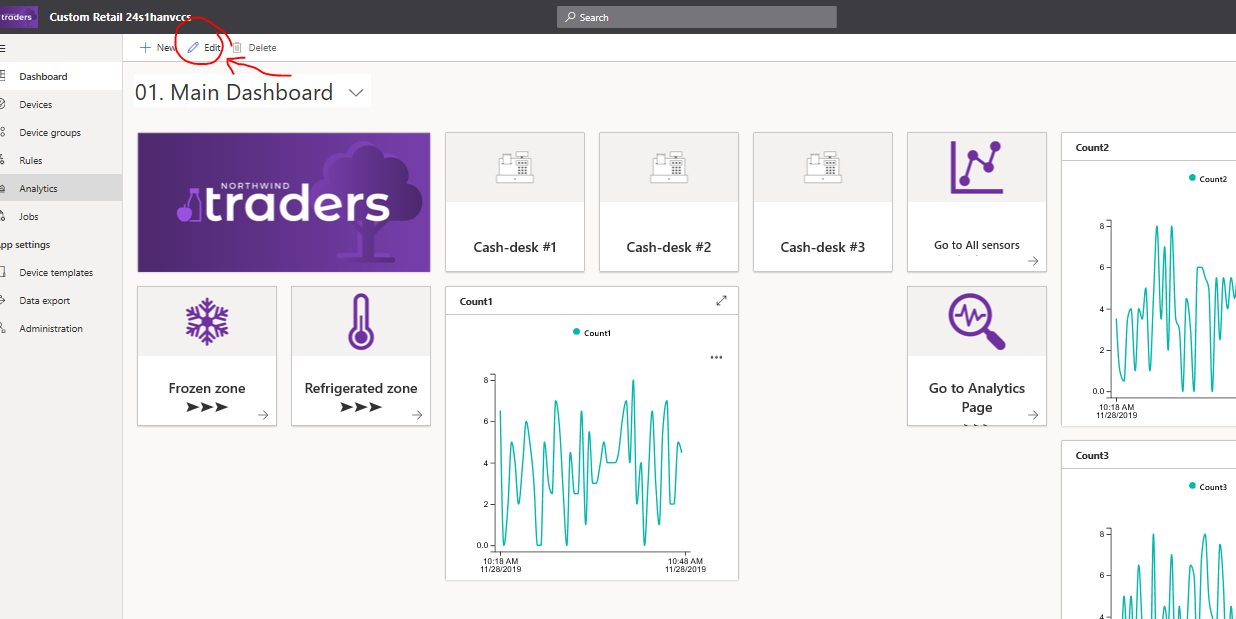 traders
Custom Retail 24s1hanvccs
Search
New
Edit
Delete
Dashboard
Devices
Device groups
Rules
Analytics
Jobs
pp settings
Device templates
Data export
Administration
01. Main Dashboard
NORTHWIND
traders
Cash-desk #1
Cash-desk #2
Cash-desk #3
Go to All sensors
Count2
Count2
8
6
4
2
0.0
10:18 AM
11/28/2019
Frozen zone
➤➤➤
Refrigerated zone
➤➤➤
Count1
Count1
8
6
4
2
0.0
10:18 AM
11/28/2019
10:48 AM
11/28/2019
Go to Analytics
Page
Count3
Count3
8
6
4